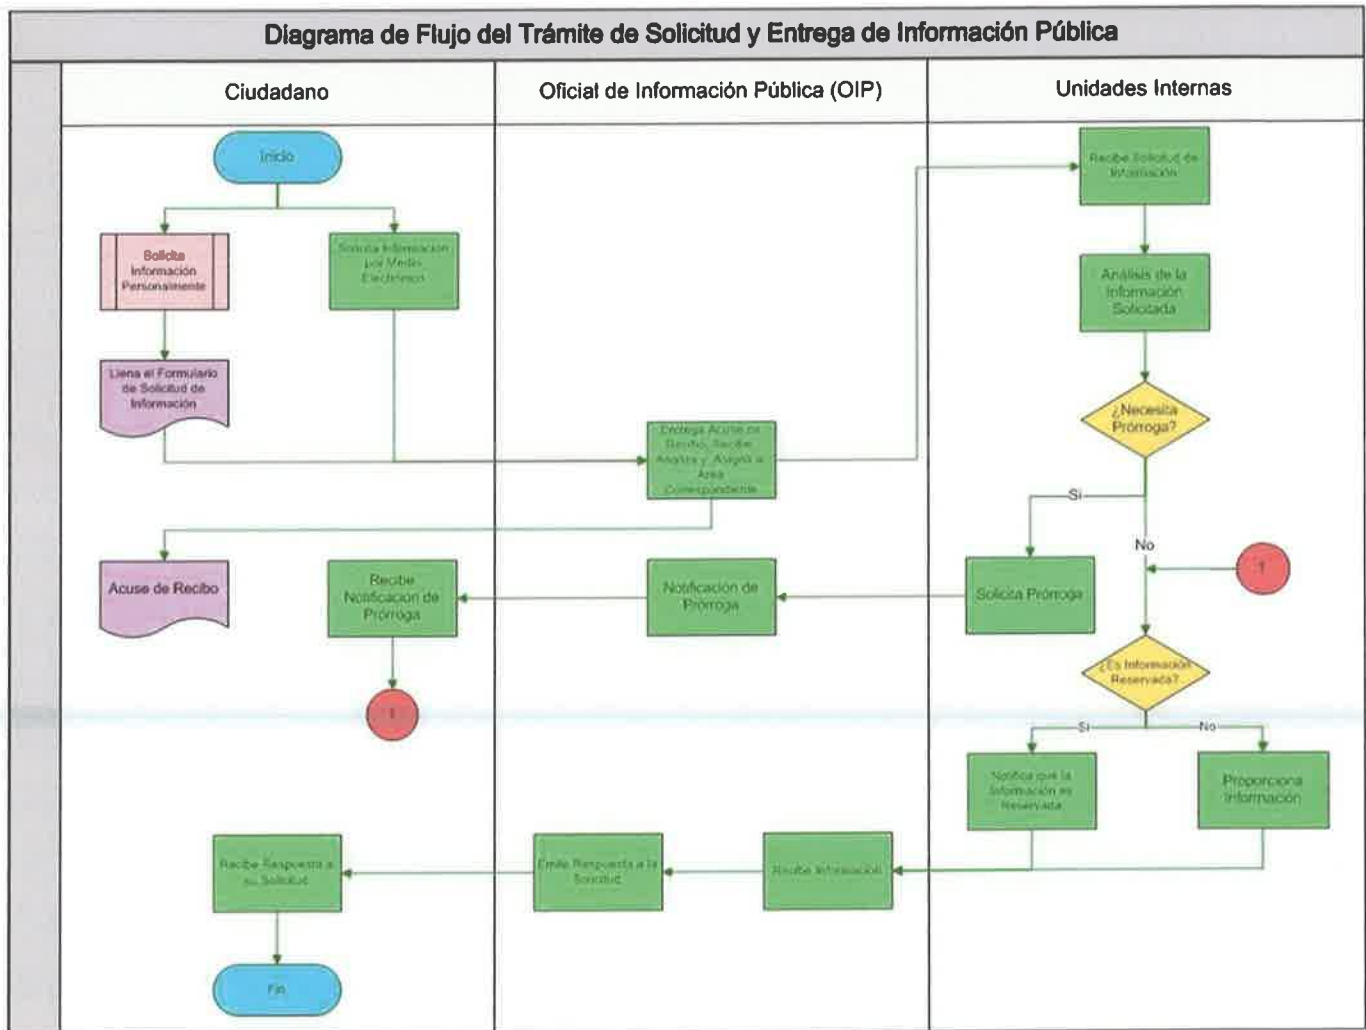 Diagrama de Flujo del Trámite de Solicitud y Entrega de Información Pública
Ciudadano
Oficial de Información Pública (OIP)
Unidades Internas
Inicio
Recibe Solicitud de
Información
Solicita
Información
Personalmente
Solicita Información
por Medio
Electrónico
Análisis de la
Información
Solicitada
Llena el Formulario
de Solicitud de
Información
¿Necesita
Prórroga?
Entrega Acuse de
Recibo, Recibe
Analiza y Asigna a
Área
Correspondiente
Si
No
1
Acuse de Recibo
Recibe
Notificación de
Prórroga
Notificación de
Prórroga
Solicita Prórroga
¿Es Información
Reservada?
1
Si
No
Notifica que la
Información es
Reservada
Proporciona
Información
Recibe Respuesta a
su Solicitud
Emite Respuesta a la
Solicitud
Recibe Información
Fin